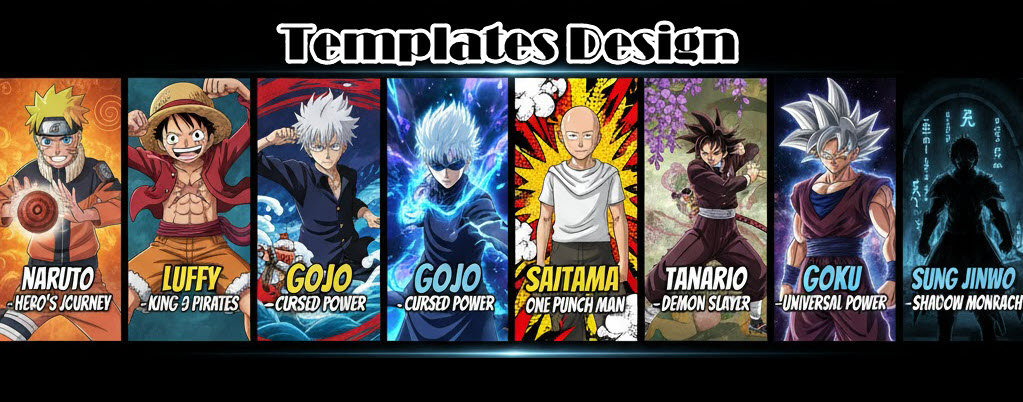 Templates Design
NARUTO
-HERO'S JOURNEY
LUFFY
-KING 9 PIRATES
GOJO
-CURSED POWER
GOJO
-CURSED POWER
SAITAMA
ONE PUNCH MAN
TANARIO
-DEMON SLAYER
GOKU
-UNIVERSAL POWER
SUNG JINWO
-SHADOW MONRACH